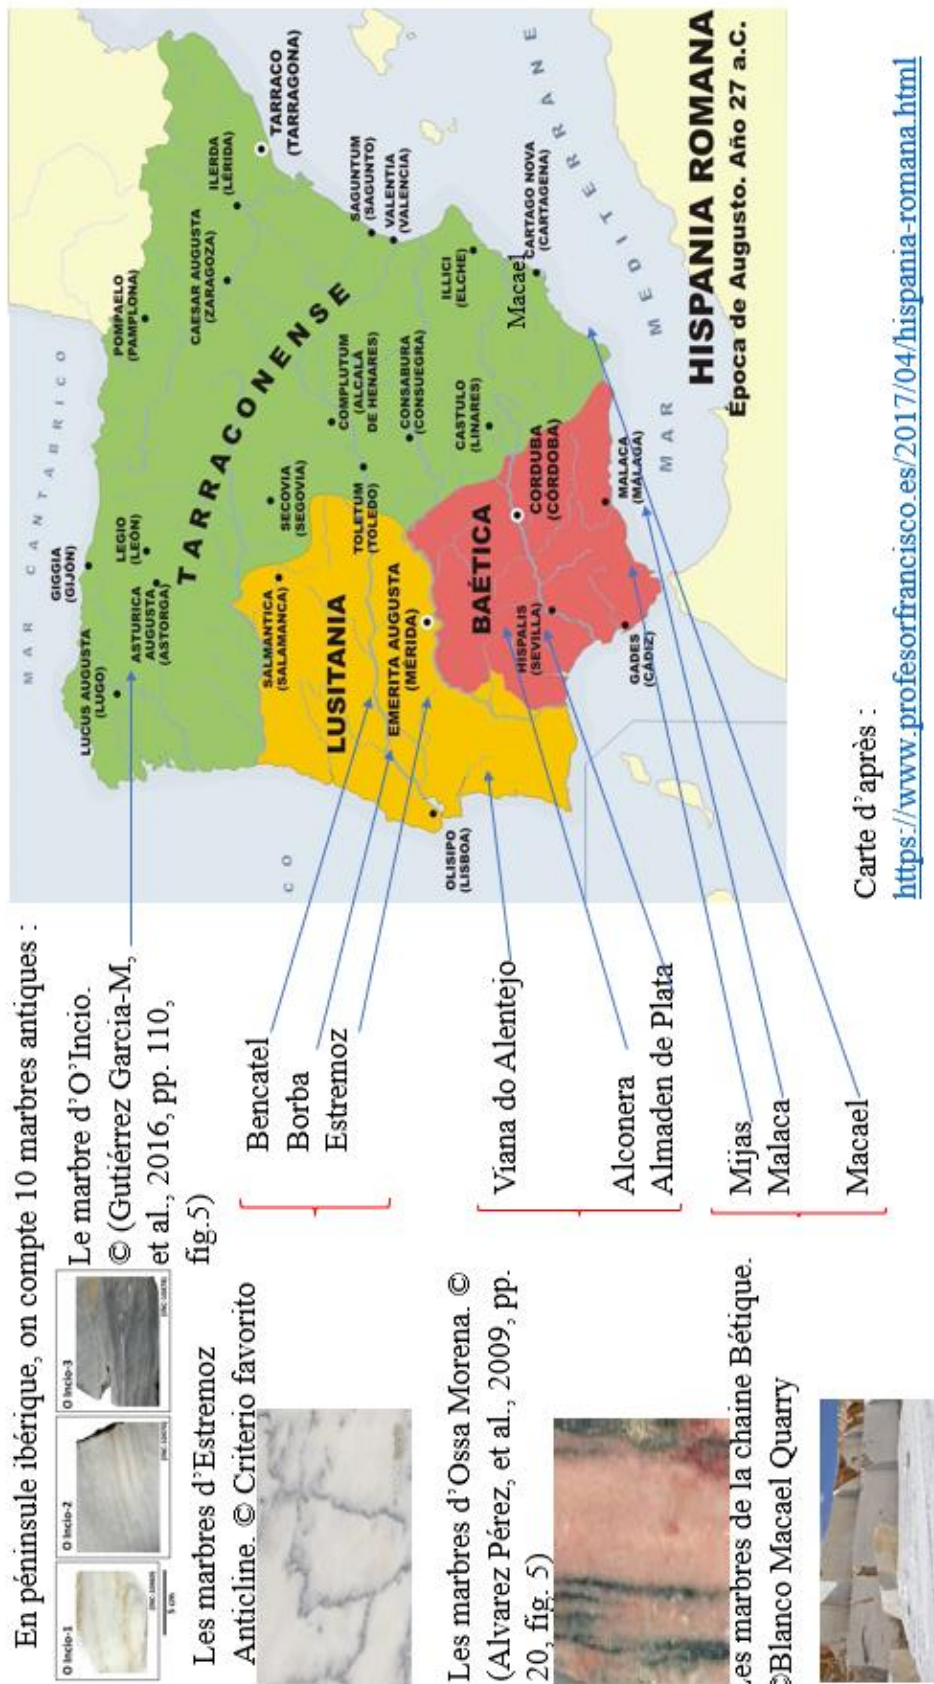 En péninsule ibérique, on compte 10 marbres antiques :
O Incio-1
O Incio-2
O Incio-3
5 cm
Le marbre d'O'Incio.
© (Gutiérrez Garcia-M,
et al., 2016, pp. 110,
fig.5)
Les marbres d'Estremoz
Anticline. © Criterio favorito
Bencatel
Borba
Estremoz
Les marbres d'Ossa Morena. ©
(Alvarez Pérez, et al., 2009, pp.
20, fig. 5)
Viana do Alentejo
Alconera
Almaden de Plata
Les marbres de la chaine Bétique.
©Blanco Macael Quarry
Mijas
Malaca
Macael
MAR CANTABRICO
CO
GIGGIA
(GIJÓN)
LUCUS AUGUSTA
(LUGO)
LEGIO
(LEÓN)
ASTURICA
AUGUSTA
(ASTORGA)
POMPAELO
(PAMPLONA)
CAESAR AUGUSTA
(ZARAGOZA)
ILERDA
(LÉRIDA)
TARRACO
(TARRAGONA)
TARRACONENSE
SECOVIA
(SEGOVIA)
SALMANTICA
(SALAMANCA)
COMPLUTUM
(ALCALÁ
DE HENARES)
SAGUNTUM
(SAGUNTO)
VALENTIA
(VALENCIA)
TOLETUM
(TOLEDO)
CONSABURA
(CONSUEGRA)
LUSITANIA
EMERITA AUGUSTA
(MÉRIDA)
OLISIPO
(LISBOA)
CASTULO
(LINARES)
ILLICI
(ELCHE)
Macael
CARTAGO NOVA
(CARTAGENA)
BAÉTICA
CORDUBA
(CÓRDOBA)
HISPALIS
(SEVILLA)
GADES
(CÁDIZ)
MALACA
(MÁLAGA)
MAR MEDITERRANE
HISPANIA ROMANA
Época de Augusto. Año 27 a.C.
Carte d'après :
https://www.profesorfrancisco.es/2017/04/hispania-romana.html